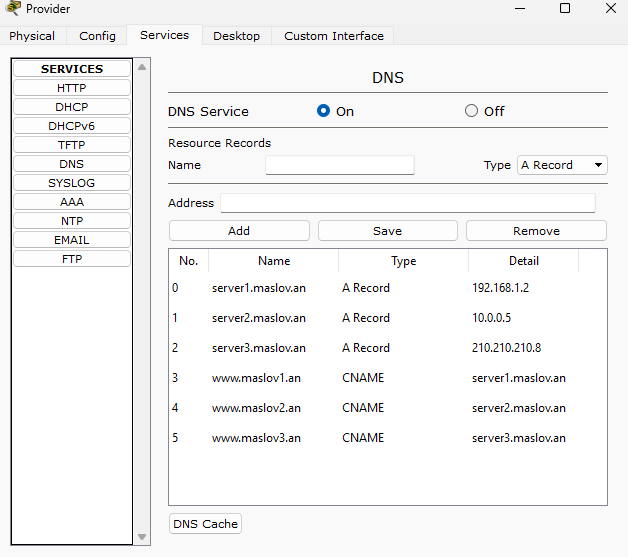 Provider
Physical Config Services Desktop Custom Interface
SERVICES
HTTP
DHCP
DHCPv6
TFTP
DNS
SYSLOG
AAA
NTP
EMAIL
FTP
DNS
DNS Service On Off
Resource Records
Name Type A Record
Address
Add Save Remove
No. Name Type Detail
0 server1.maslov.an A Record 192.168.1.2
1 server2.maslov.an A Record 10.0.0.5
2 server3.maslov.an A Record 210.210.210.8
3 www.maslov1.an CNAME server1.maslov.an
4 www.maslov2.an CNAME server2.maslov.an
5 www.maslov3.an CNAME server3.maslov.an
DNS Cache